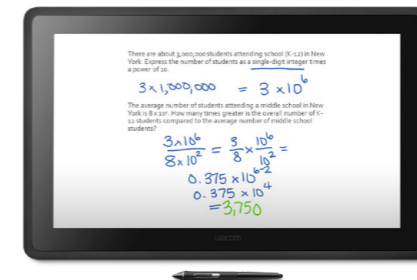 There are about 3,000,000 students attending school (K-12) in New
York. Express the number of students as a single-digit integer times
a power of 10.
3 × 1,000,000 = 3 × 10⁶
The average number of students attending a middle school in New
York is 8 x 10². How many times greater is the overall number of K-
12 students compared to the average number of middle school
students?
3×10⁶ / 8×10² = 3/8 × 10⁶/10² =
0.375 × 10⁶⁻²
0.375 × 10⁴
= 3,750
wacom